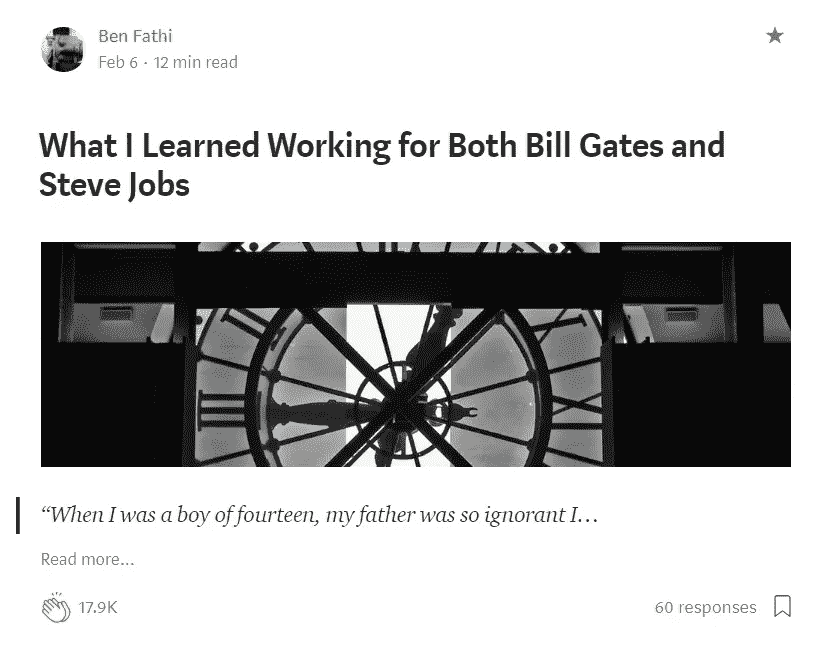 Ben Fathi
Feb 6 · 12 min read
What I Learned Working for Both Bill Gates and
Steve Jobs
“When I was a boy of fourteen, my father was so ignorant I…
Read more…
17.9K
60 responses